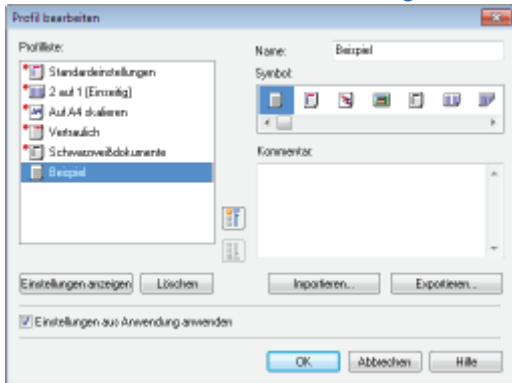 Profil bearbeiten
Profilliste:
Standardeinstellungen
2 auf 1 (Einseitig)
Auf A4 skalieren
Vertraulich
Schwarzweißdokumente
Beispiel
Einstellungen anzeigen
Löschen
Name:
Beispiel
Symbol:
Kommentar:
Importieren...
Exportieren...
Einstellungen aus Anwendung anwenden
OK
Abbrechen
Hilfe